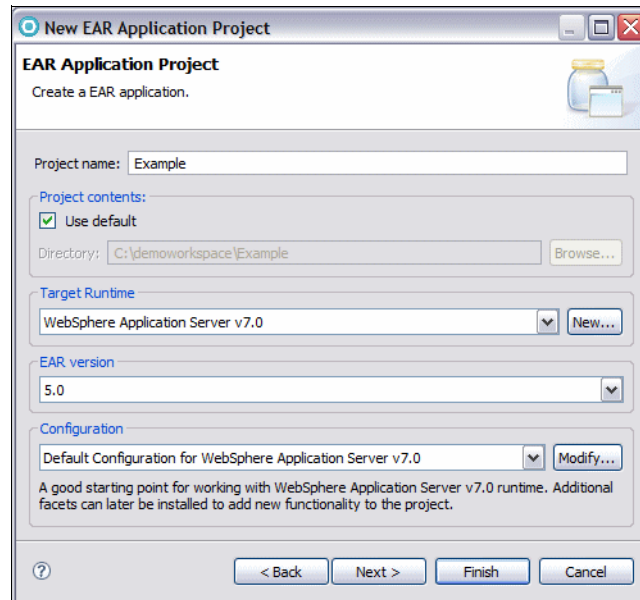 New EAR Application Project
EAR Application Project
Create a EAR application.
Project name: Example
Project contents:
Use default
Directory: C:\demoworkspace\Example Browse...
Target Runtime
WebSphere Application Server v7.0 New...
EAR version
5.0
Configuration
Default Configuration for WebSphere Application Server v7.0 Modify...
A good starting point for working with WebSphere Application Server v7.0 runtime. Additional
facets can later be installed to add new functionality to the project.
? < Back Next > Finish Cancel